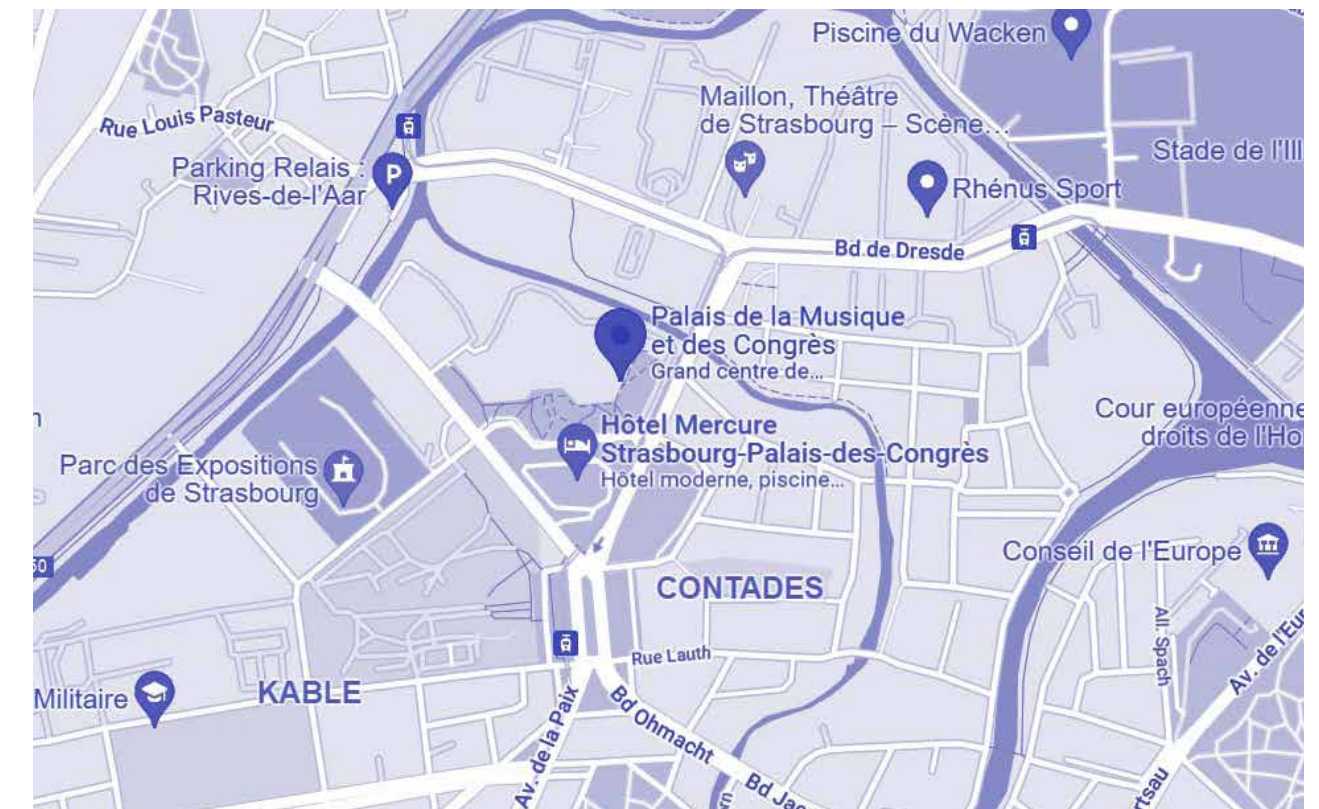 Piscine du Wacken
Maillon, Théâtre
de Strasbourg – Scène...
Rue Louis Pasteur
Stade de l'Ill
Parking Relais :
Rives-de-l'Aar
P
Rhénus Sport
Bd de Dresde
Palais de la Musique
et des Congrès
Grand centre de...
Hôtel Mercure
Strasbourg-Palais-des-Congrès
Hôtel moderne, piscine...
Cour européenne
droits de l'Ho
Parc des Expositions
de Strasbourg
Conseil de l'Europe
50
CONTADES
All. Spach
Rue Lauth
Av. de l'Eur
Militaire
KABLE
Av. de la Paix
Bd Ohmacht
Bd Jac
rtsau